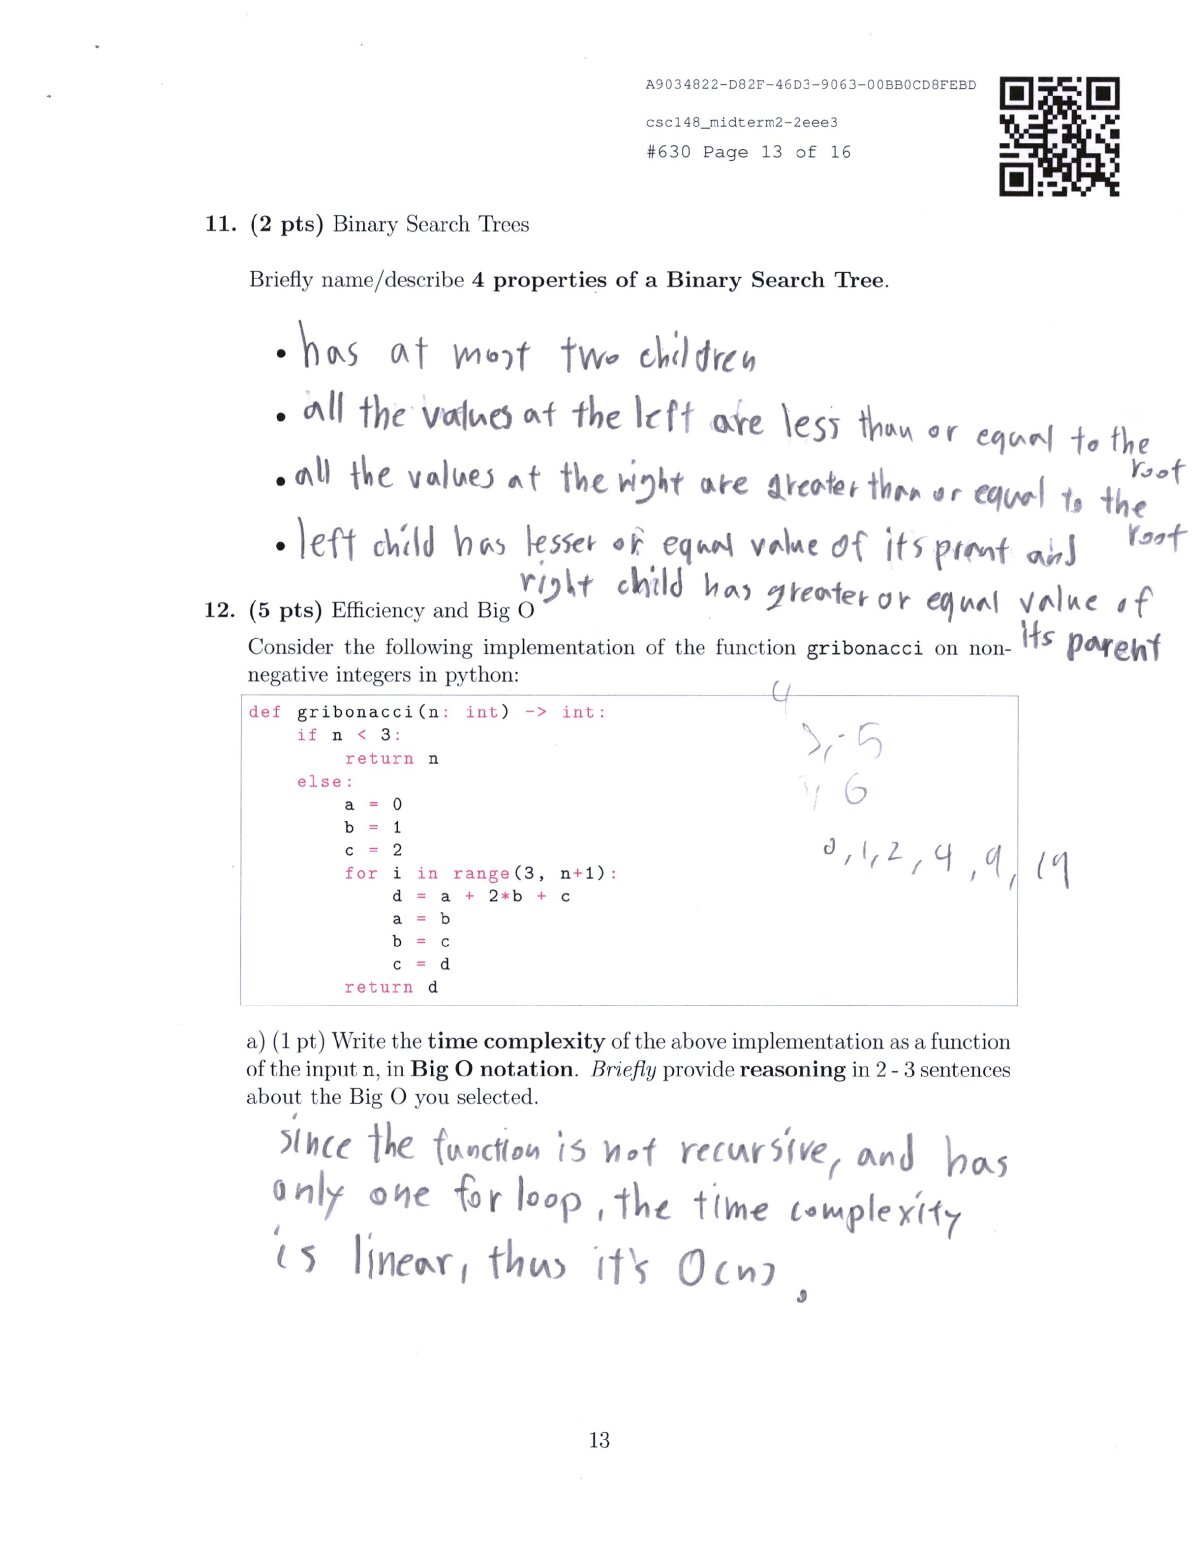 A9034822-D82F-46D3-9063-00BB0CD8FEBD
csc148_midterm2-2eee3
#630 Page 13 of 16
11. (2 pts) Binary Search Trees
Briefly name/describe 4 properties of a Binary Search Tree.
• has at most two children
• all the values at the left are less than or equal to the
root
• all the values at the right are greater than or equal to the
root
• left child has lesser or equal value of its prant and
right child has greater or equal value of
its parent
12. (5 pts) Efficiency and Big O
Consider the following implementation of the function gribonacci on non-
negative integers in python:
4
5
6
0, 1, 2, 4, 9, 19
def gribonacci(n: int) -> int:
if n < 3:
return n
else:
a = 0
b = 1
c = 2
for i in range(3, n+1):
d = a + 2*b + c
a = b
b = c
c = d
return d
a) (1 pt) Write the time complexity of the above implementation as a function
of the input n, in Big O notation. Briefly provide reasoning in 2 - 3 sentences
about the Big O you selected.
since the function is not recursive, and has
only one for loop, the time complexity
is linear, thus it's O(n).
13